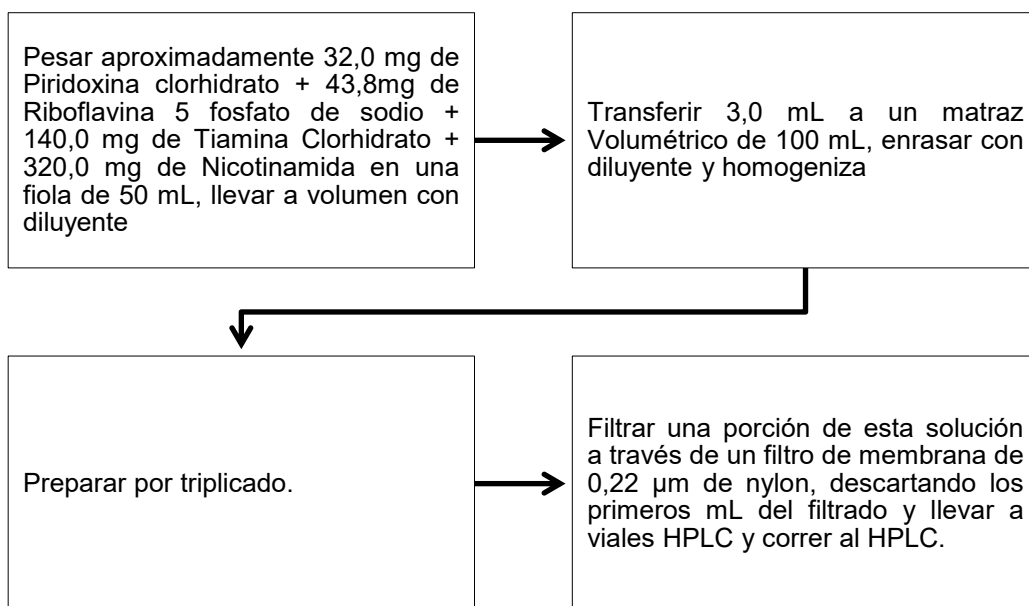 Pesar aproximadamente 32,0 mg de
Piridoxina clorhidrato + 43,8mg de
Riboflavina 5 fosfato de sodio +
140,0 mg de Tiamina Clorhidrato +
320,0 mg de Nicotinamida en una
fiola de 50 mL, llevar a volumen con
diluyente
Transferir 3,0 mL a un matraz
Volumétrico de 100 mL, enrasar con
diluyente y homogeniza
Preparar por triplicado.
Filtrar una porción de esta solución
a través de un filtro de membrana de
0,22 µm de nylon, descartando los
primeros mL del filtrado y llevar a
viales HPLC y correr al HPLC.